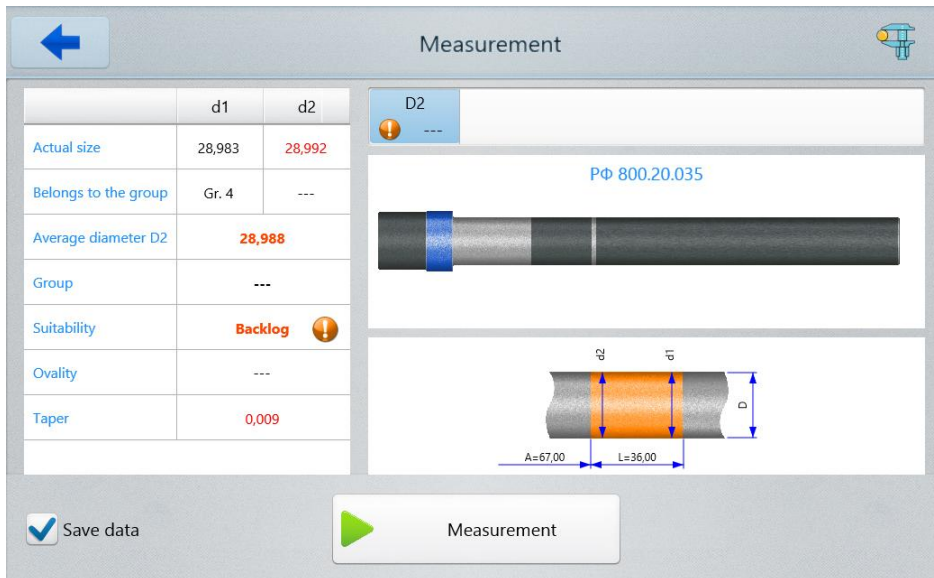 Measurement
d1 d2
Actual size 28,983 28,992
Belongs to the group Gr. 4 ---
Average diameter D2 28,988
Group ---
Suitability Backlog
Ovality ---
Taper 0,009
D2
---
РФ 800.20.035
d2 d1
D
A=67,00 L=36,00
Save data
Measurement